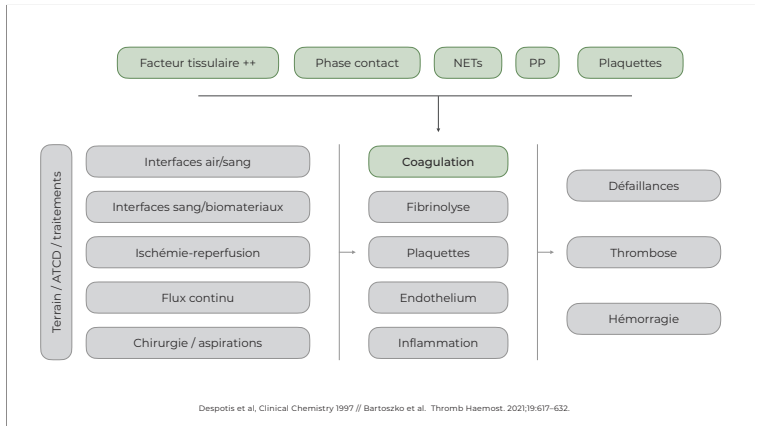 Facteur tissulaire ++
Phase contact
NETs
PP
Plaquettes
Terrain / ATCD / traitements
Interfaces air/sang
Interfaces sang/biomateriaux
Ischémie-reperfusion
Flux continu
Chirurgie / aspirations
Coagulation
Fibrinolyse
Plaquettes
Endothelium
Inflammation
Défaillances
Thrombose
Hémorragie
Despotis et al, Clinical Chemistry 1997 // Bartoszko et al. Thromb Haemost. 2021;19:617–632.